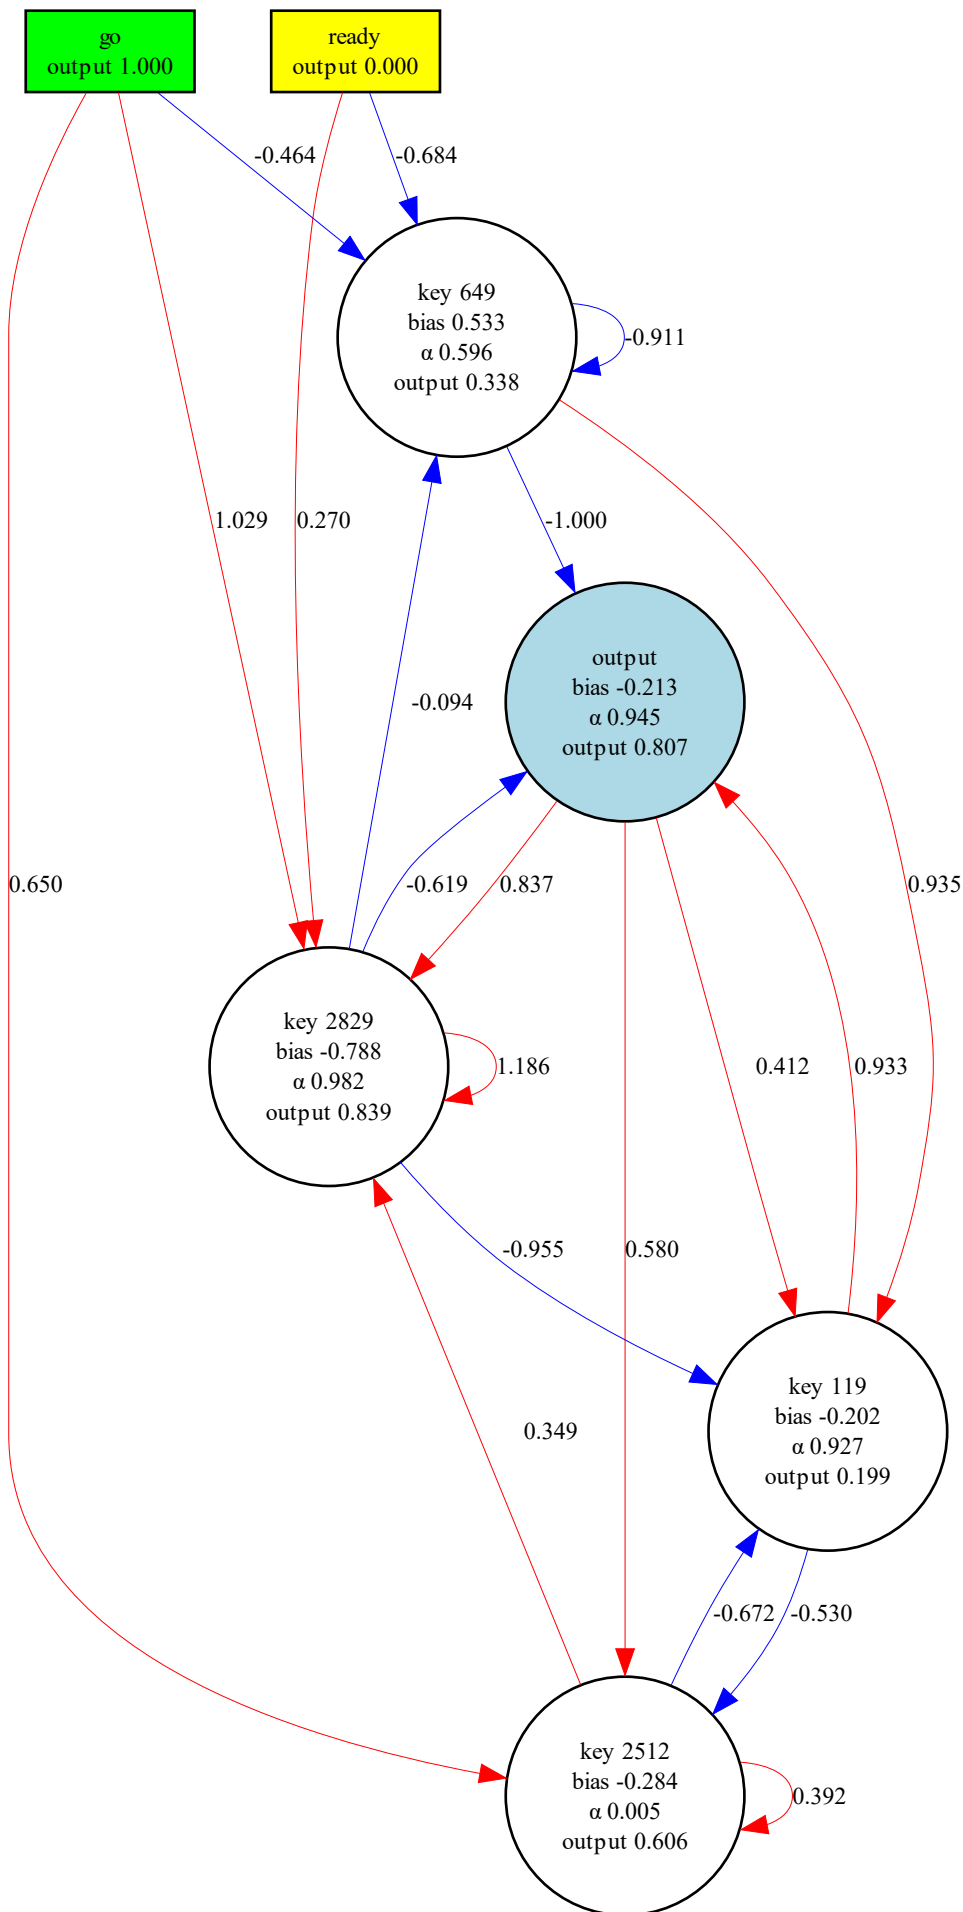 go
output 1.000
ready
output 0.000
-0.464
-0.684
key 649
bias 0.533
α 0.596
output 0.338
-0.911
1.029
0.270
-1.000
output
bias -0.213
α 0.945
output 0.807
-0.094
0.650
-0.619
0.837
0.935
key 2829
bias -0.788
α 0.982
output 0.839
1.186
0.412
0.933
-0.955
0.580
key 119
bias -0.202
α 0.927
output 0.199
0.349
-0.672
-0.530
key 2512
bias -0.284
α 0.005
output 0.606
0.392